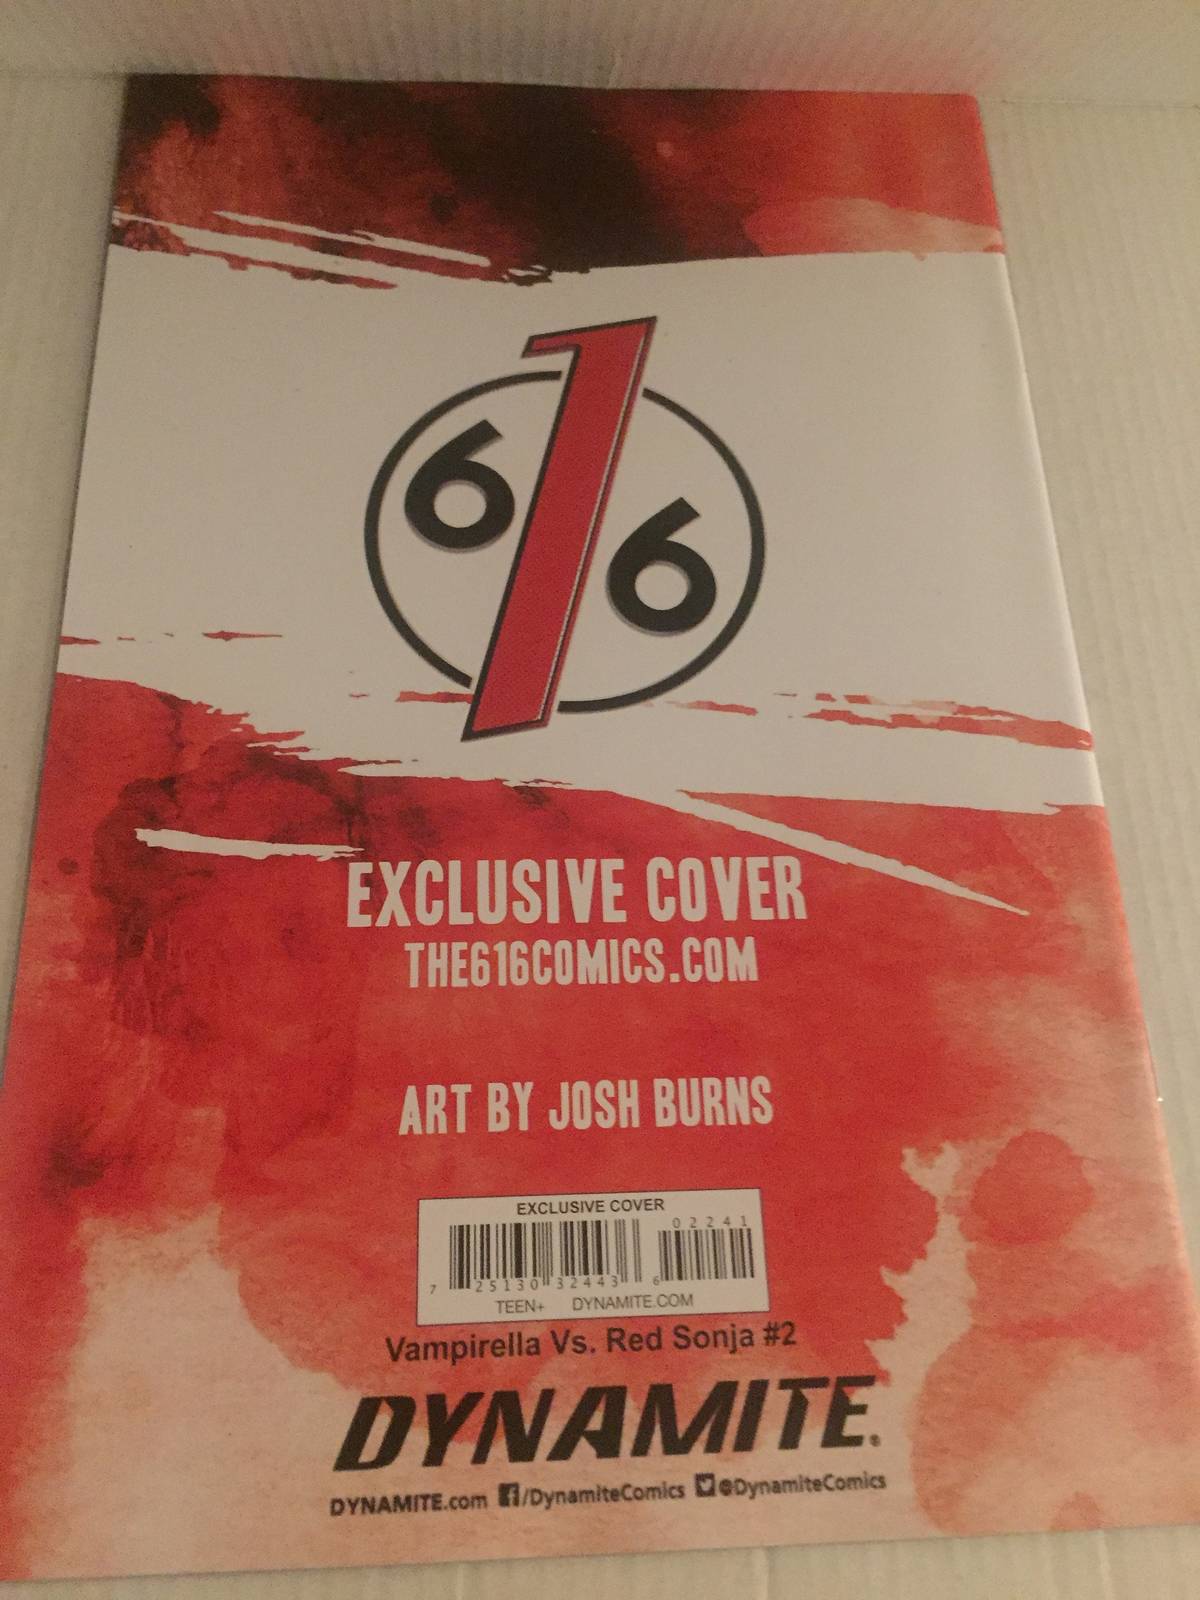 616
EXCLUSIVE COVER
THE616COMICS.COM
ART BY JOSH BURNS
EXCLUSIVE COVER
02241
7 25130 32443 6
TEEN+ DYNAMITE.COM
Vampirella Vs. Red Sonja #2
DYNAMITE.
DYNAMITE.com f/DynamiteComics @DynamiteComics